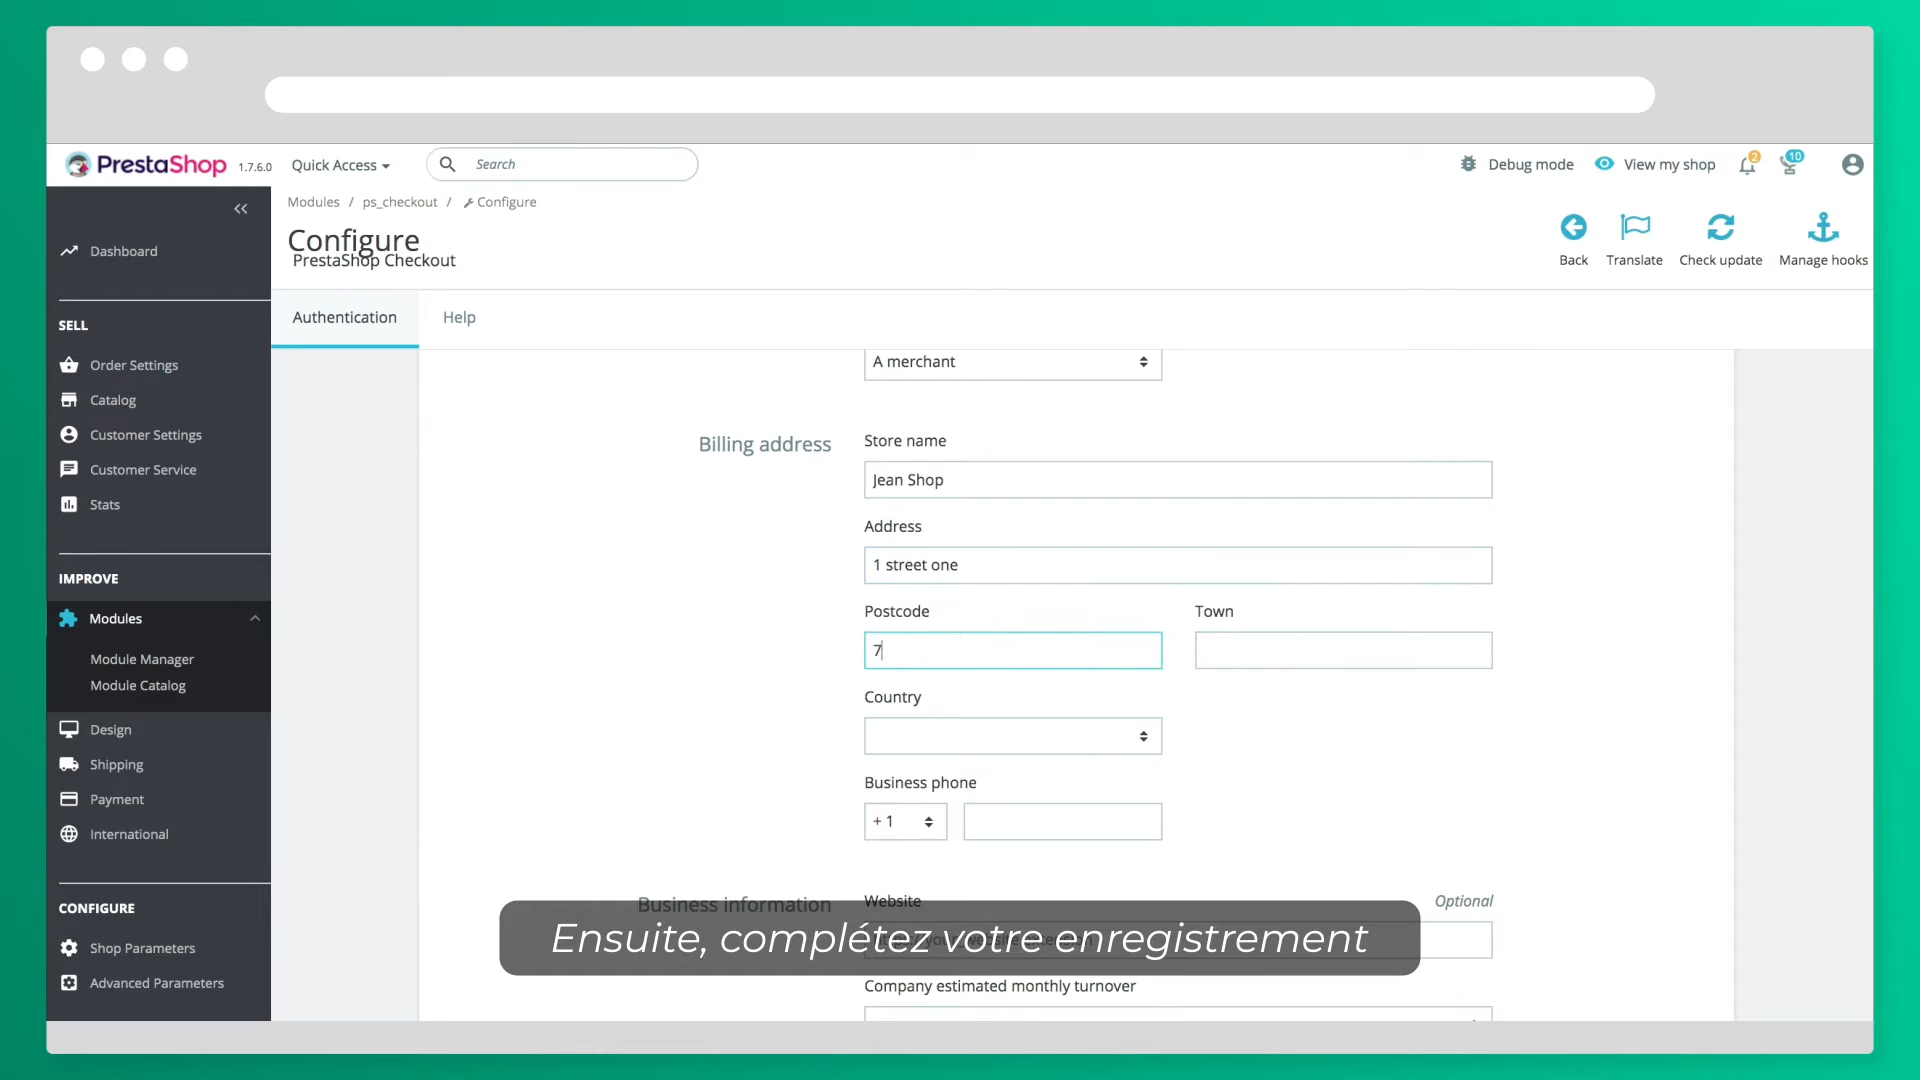 PrestaShop 1.7.6.0 Quick Access Search Debug mode View my shop 2 10
Modules / ps_checkout / Configure
Configure
PrestaShop Checkout
Back Translate Check update Manage hooks
Dashboard
SELL
Order Settings
Catalog
Customer Settings
Customer Service
Stats
IMPROVE
Modules
Module Manager
Module Catalog
Design
Shipping
Payment
International
CONFIGURE
Shop Parameters
Advanced Parameters
Authentication Help
A merchant
Billing address
Store name
Jean Shop
Address
1 street one
Postcode Town
7
Country
Business phone
+ 1
Business information Website Optional
Ensuite, complétez votre enregistrement
Company estimated monthly turnover